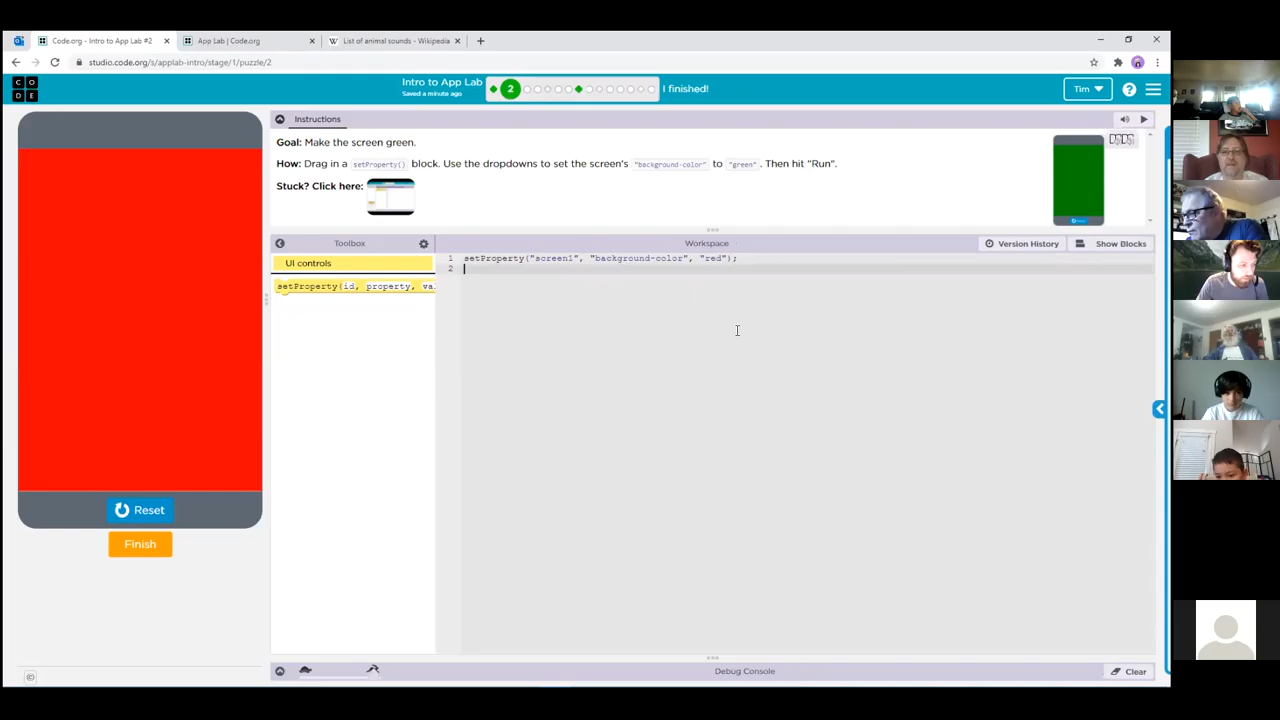 Code.org - Intro to App Lab #2
App Lab | Code.org
List of animal sounds - Wikipedia
studio.code.org/s/applab-intro/stage/1/puzzle/2
C O
D E
Intro to App Lab
Saved a minute ago
2
I finished!
Tim
Instructions
Goal: Make the screen green.
How: Drag in a setProperty() block. Use the dropdowns to set the screen's "background-color" to "green". Then hit "Run".
Stuck? Click here:
Toolbox
Workspace
Version History
Show Blocks
UI controls
setProperty(id, property, val
1 setProperty("screen1", "background-color", "red");
2
Reset
Finish
Debug Console
Clear